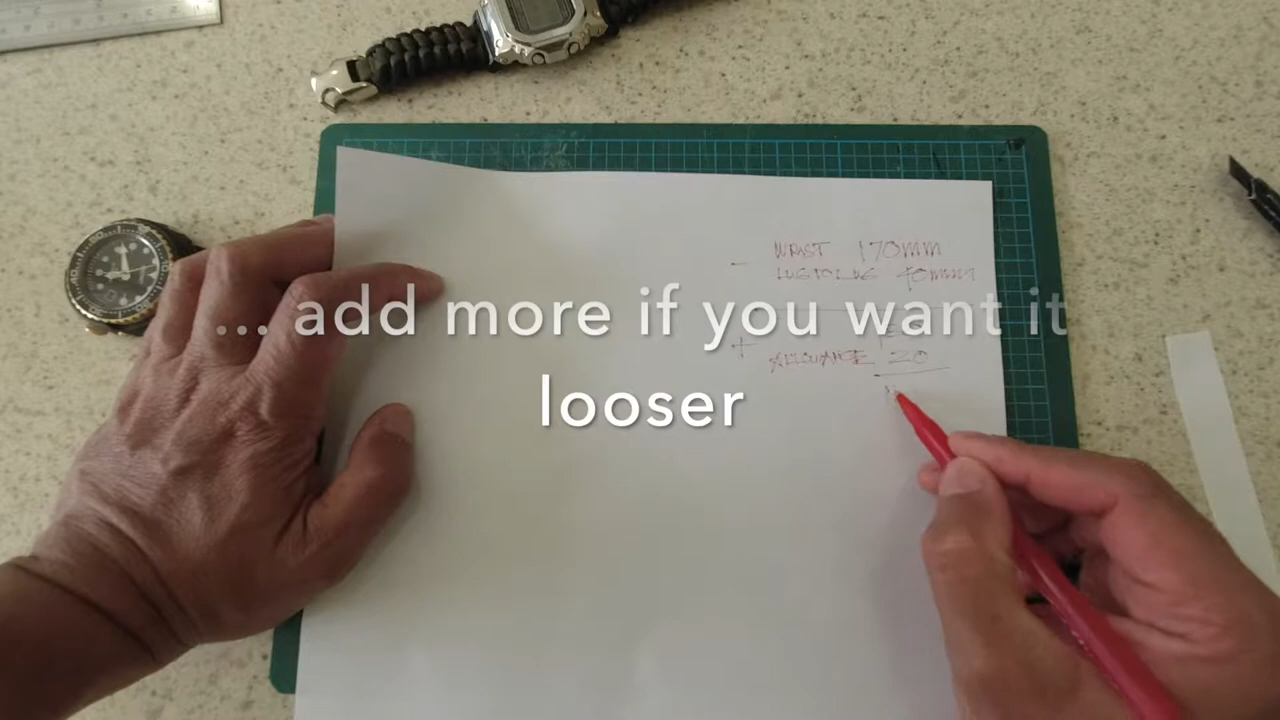 WRIST 170mm
- LUG TO LUG 40mm
... add more if you want it
looser
+
ALLOWANCE 20